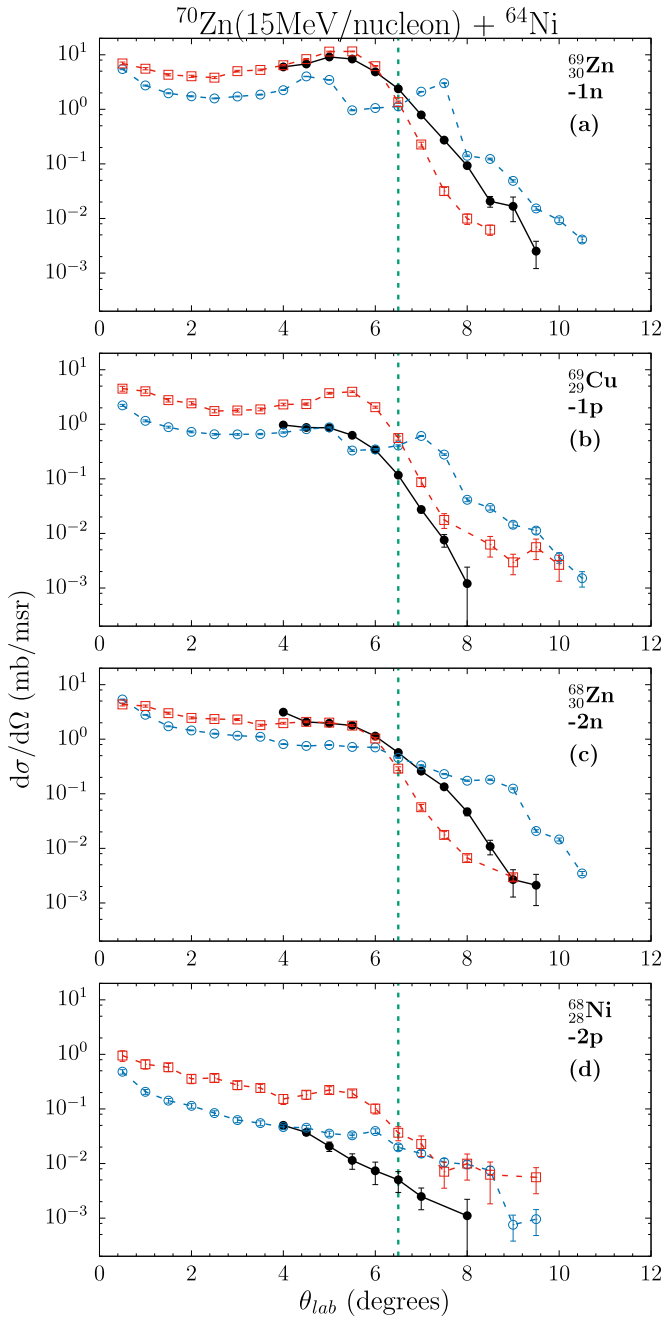 ⁷⁰Zn(15MeV/nucleon) + ⁶⁴Ni
10¹
10⁰
10⁻¹
10⁻²
10⁻³
⁶⁹₃₀Zn
-1n
(a)
0 2 4 6 8 10 12
10¹
10⁰
10⁻¹
10⁻²
10⁻³
⁶⁹₂₉Cu
-1p
(b)
0 2 4 6 8 10 12
dσ/dΩ (mb/msr)
10¹
10⁰
10⁻¹
10⁻²
10⁻³
⁶⁸₃₀Zn
-2n
(c)
0 2 4 6 8 10 12
10¹
10⁰
10⁻¹
10⁻²
10⁻³
⁶⁸₂₈Ni
-2p
(d)
0 2 4 6 8 10 12
θ_lab (degrees)